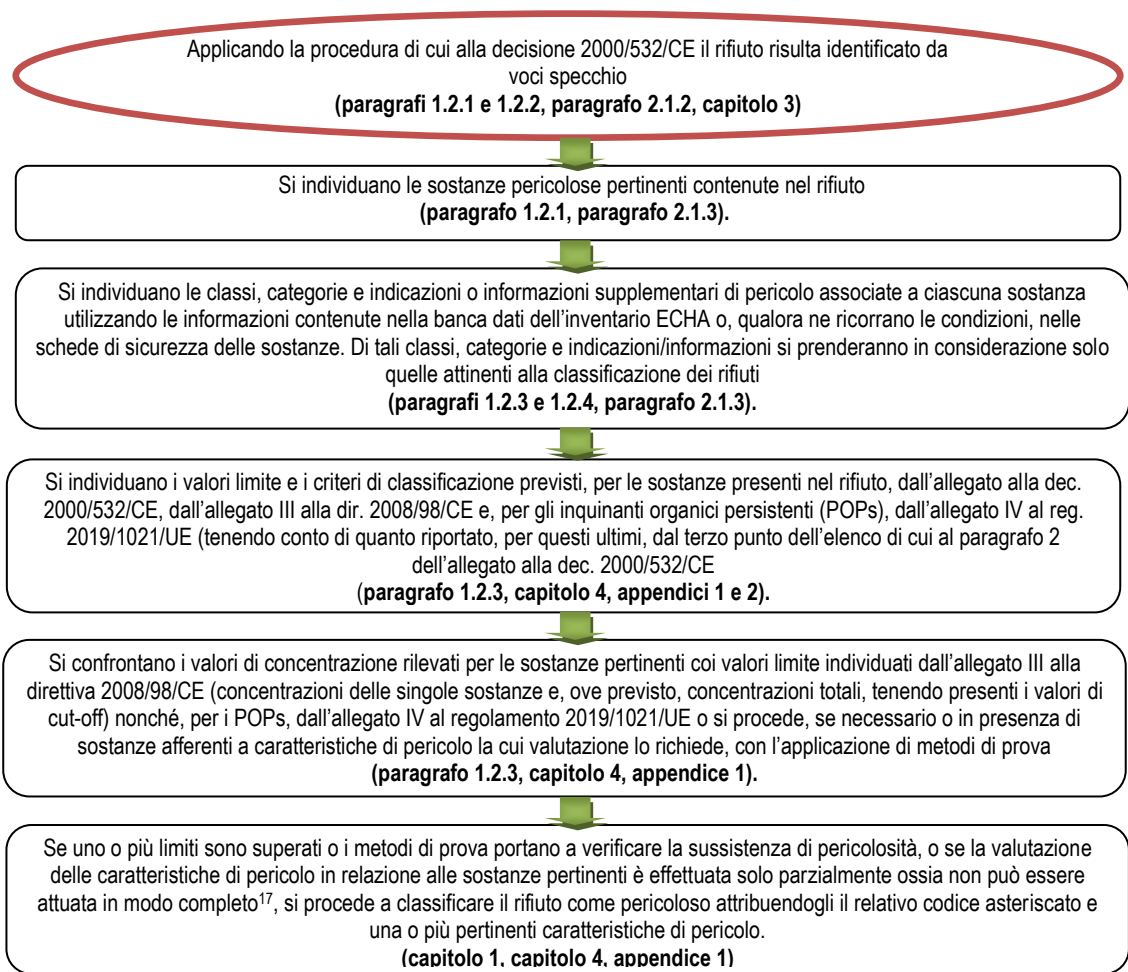 Applicando la procedura di cui alla decisione 2000/532/CE il rifiuto risulta identificato da
voci specchio
(paragrafi 1.2.1 e 1.2.2, paragrafo 2.1.2, capitolo 3)
Si individuano le sostanze pericolose pertinenti contenute nel rifiuto
(paragrafo 1.2.1, paragrafo 2.1.3).
Si individuano le classi, categorie e indicazioni o informazioni supplementari di pericolo associate a ciascuna sostanza
utilizzando le informazioni contenute nella banca dati dell'inventario ECHA o, qualora ne ricorrano le condizioni, nelle
schede di sicurezza delle sostanze. Di tali classi, categorie e indicazioni/informazioni si prenderanno in considerazione solo
quelle attinenti alla classificazione dei rifiuti
(paragrafi 1.2.3 e 1.2.4, paragrafo 2.1.3).
Si individuano i valori limite e i criteri di classificazione previsti, per le sostanze presenti nel rifiuto, dall'allegato alla dec.
2000/532/CE, dall'allegato III alla dir. 2008/98/CE e, per gli inquinanti organici persistenti (POPs), dall'allegato IV al reg.
2019/1021/UE (tenendo conto di quanto riportato, per questi ultimi, dal terzo punto dell'elenco di cui al paragrafo 2
dell'allegato alla dec. 2000/532/CE
(paragrafo 1.2.3, capitolo 4, appendici 1 e 2).
Si confrontano i valori di concentrazione rilevati per le sostanze pertinenti coi valori limite individuati dall'allegato III alla
direttiva 2008/98/CE (concentrazioni delle singole sostanze e, ove previsto, concentrazioni totali, tenendo presenti i valori di
cut-off) nonché, per i POPs, dall'allegato IV al regolamento 2019/1021/UE o si procede, se necessario o in presenza di
sostanze afferenti a caratteristiche di pericolo la cui valutazione lo richiede, con l'applicazione di metodi di prova
(paragrafo 1.2.3, capitolo 4, appendice 1).
Se uno o più limiti sono superati o i metodi di prova portano a verificare la sussistenza di pericolosità, o se la valutazione
delle caratteristiche di pericolo in relazione alle sostanze pertinenti è effettuata solo parzialmente ossia non può essere
attuata in modo completo17, si procede a classificare il rifiuto come pericoloso attribuendogli il relativo codice asteriscato e
una o più pertinenti caratteristiche di pericolo.
(capitolo 1, capitolo 4, appendice 1)